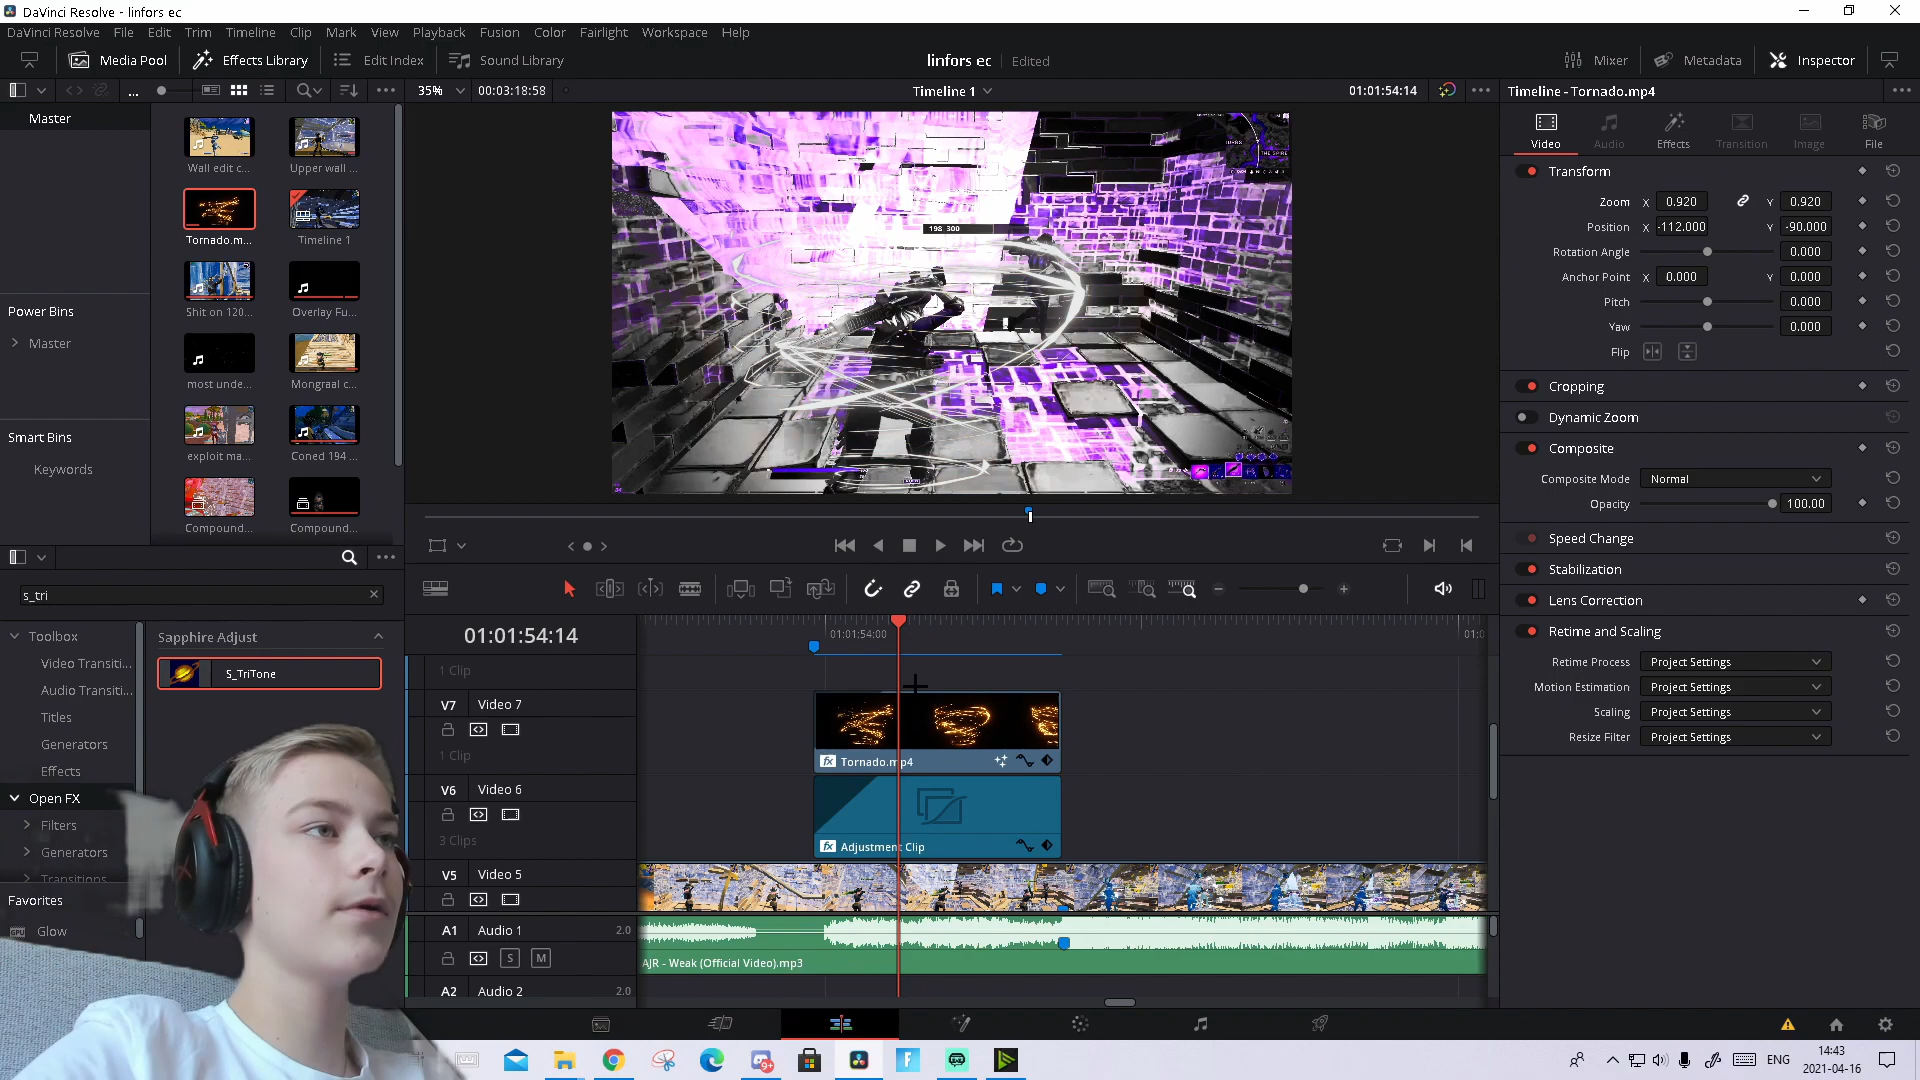 DaVinci Resolve - linfors ec
DaVinci Resolve File Edit Trim Timeline Clip Mark View Playback Fusion Color Fairlight Workspace Help
Media Pool Effects Library Edit Index Sound Library linfors ec Edited Mixer Metadata Inspector
35% 00:03:18:58 Timeline 1 01:01:54:14 Timeline - Tornado.mp4
Master
Wall edit c... Upper wall ...
Tornado.m... Timeline 1
Shit on 120... Overlay Fu...
most unde... Mongraal c...
exploit ma... Coned 194 ...
Compound... Compound...
Power Bins
Master
Smart Bins
Keywords
198 300
Video Audio Effects Transition Image File
Transform
Zoom X 0.920 Y 0.920
Position X -112.000 Y -90.000
Rotation Angle 0.000
Anchor Point X 0.000 Y 0.000
Pitch 0.000
Yaw 0.000
Flip
Cropping
Dynamic Zoom
Composite
Composite Mode Normal
Opacity 100.00
Speed Change
Stabilization
Lens Correction
Retime and Scaling
Retime Process Project Settings
Motion Estimation Project Settings
Scaling Project Settings
Resize Filter Project Settings
s_tri
Toolbox
Video Transiti...
Audio Transiti...
Titles
Generators
Effects
Open FX
Filters
Generators
Transitions
Favorites
Glow
Sapphire Adjust
S_TriTone
01:01:54:14 01:01:54:00
1 Clip
V7 Video 7
1 Clip
Tornado.mp4
V6 Video 6
3 Clips
Adjustment Clip
V5 Video 5
A1 Audio 1 2.0
S M
AJR - Weak (Official Video).mp3
A2 Audio 2 2.0
ENG 14:43
2021-04-16